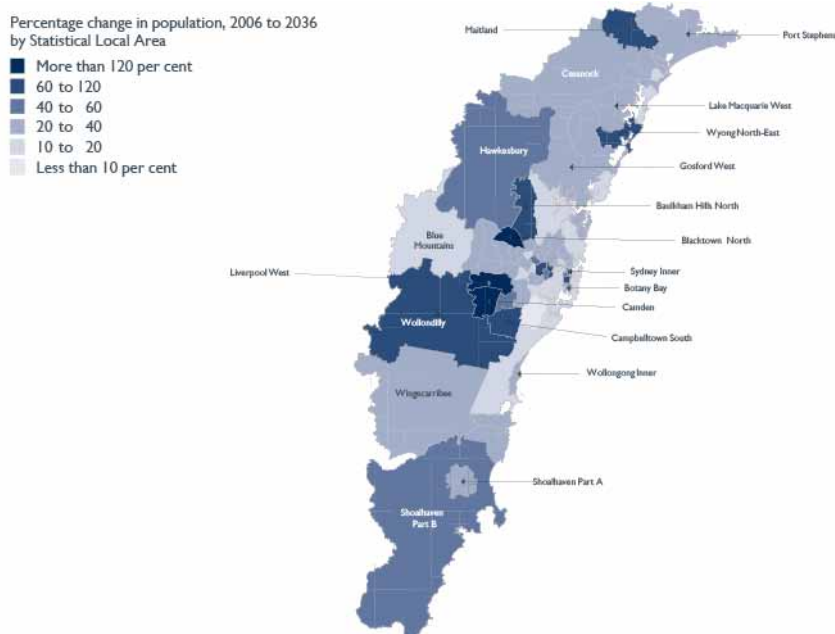 Percentage change in population, 2006 to 2036
by Statistical Local Area
More than 120 per cent
60 to 120
40 to 60
20 to 40
10 to 20
Less than 10 per cent
Maitland
Port Stephens
Cessnock
Lake Macquarie West
Wyong North-East
Hawkesbury
Gosford West
Baulkham Hills North
Blue
Mountains
Blacktown North
Liverpool West
Sydney Inner
Botany Bay
Camden
Wollondilly
Campbelltown South
Wollongong Inner
Wingecarribee
Shoalhaven Part A
Shoalhaven
Part B